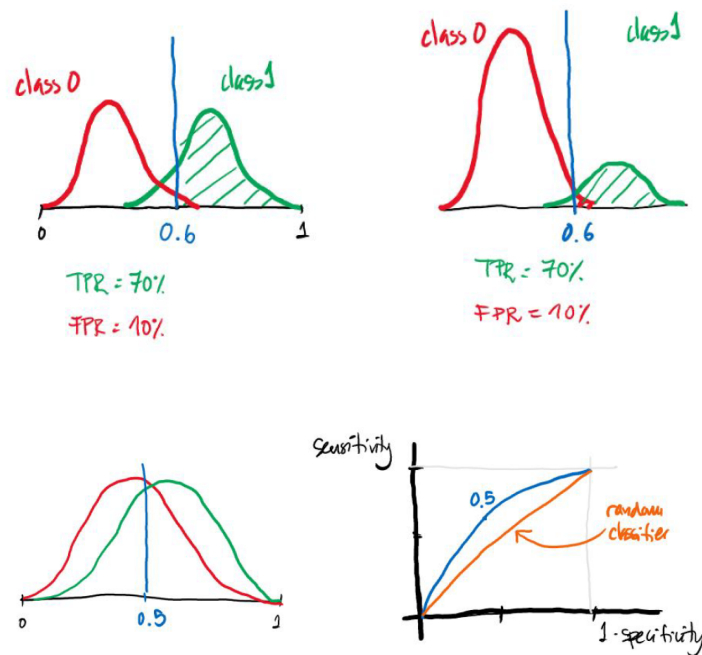 class 0
class 1
0
0.6
1
TPR = 70%
FPR = 10%
class 0
class 1
0.6
TPR = 70%
FPR = 10%
0
0.5
1
sensitivity
0.5
random
classifier
1-specificity